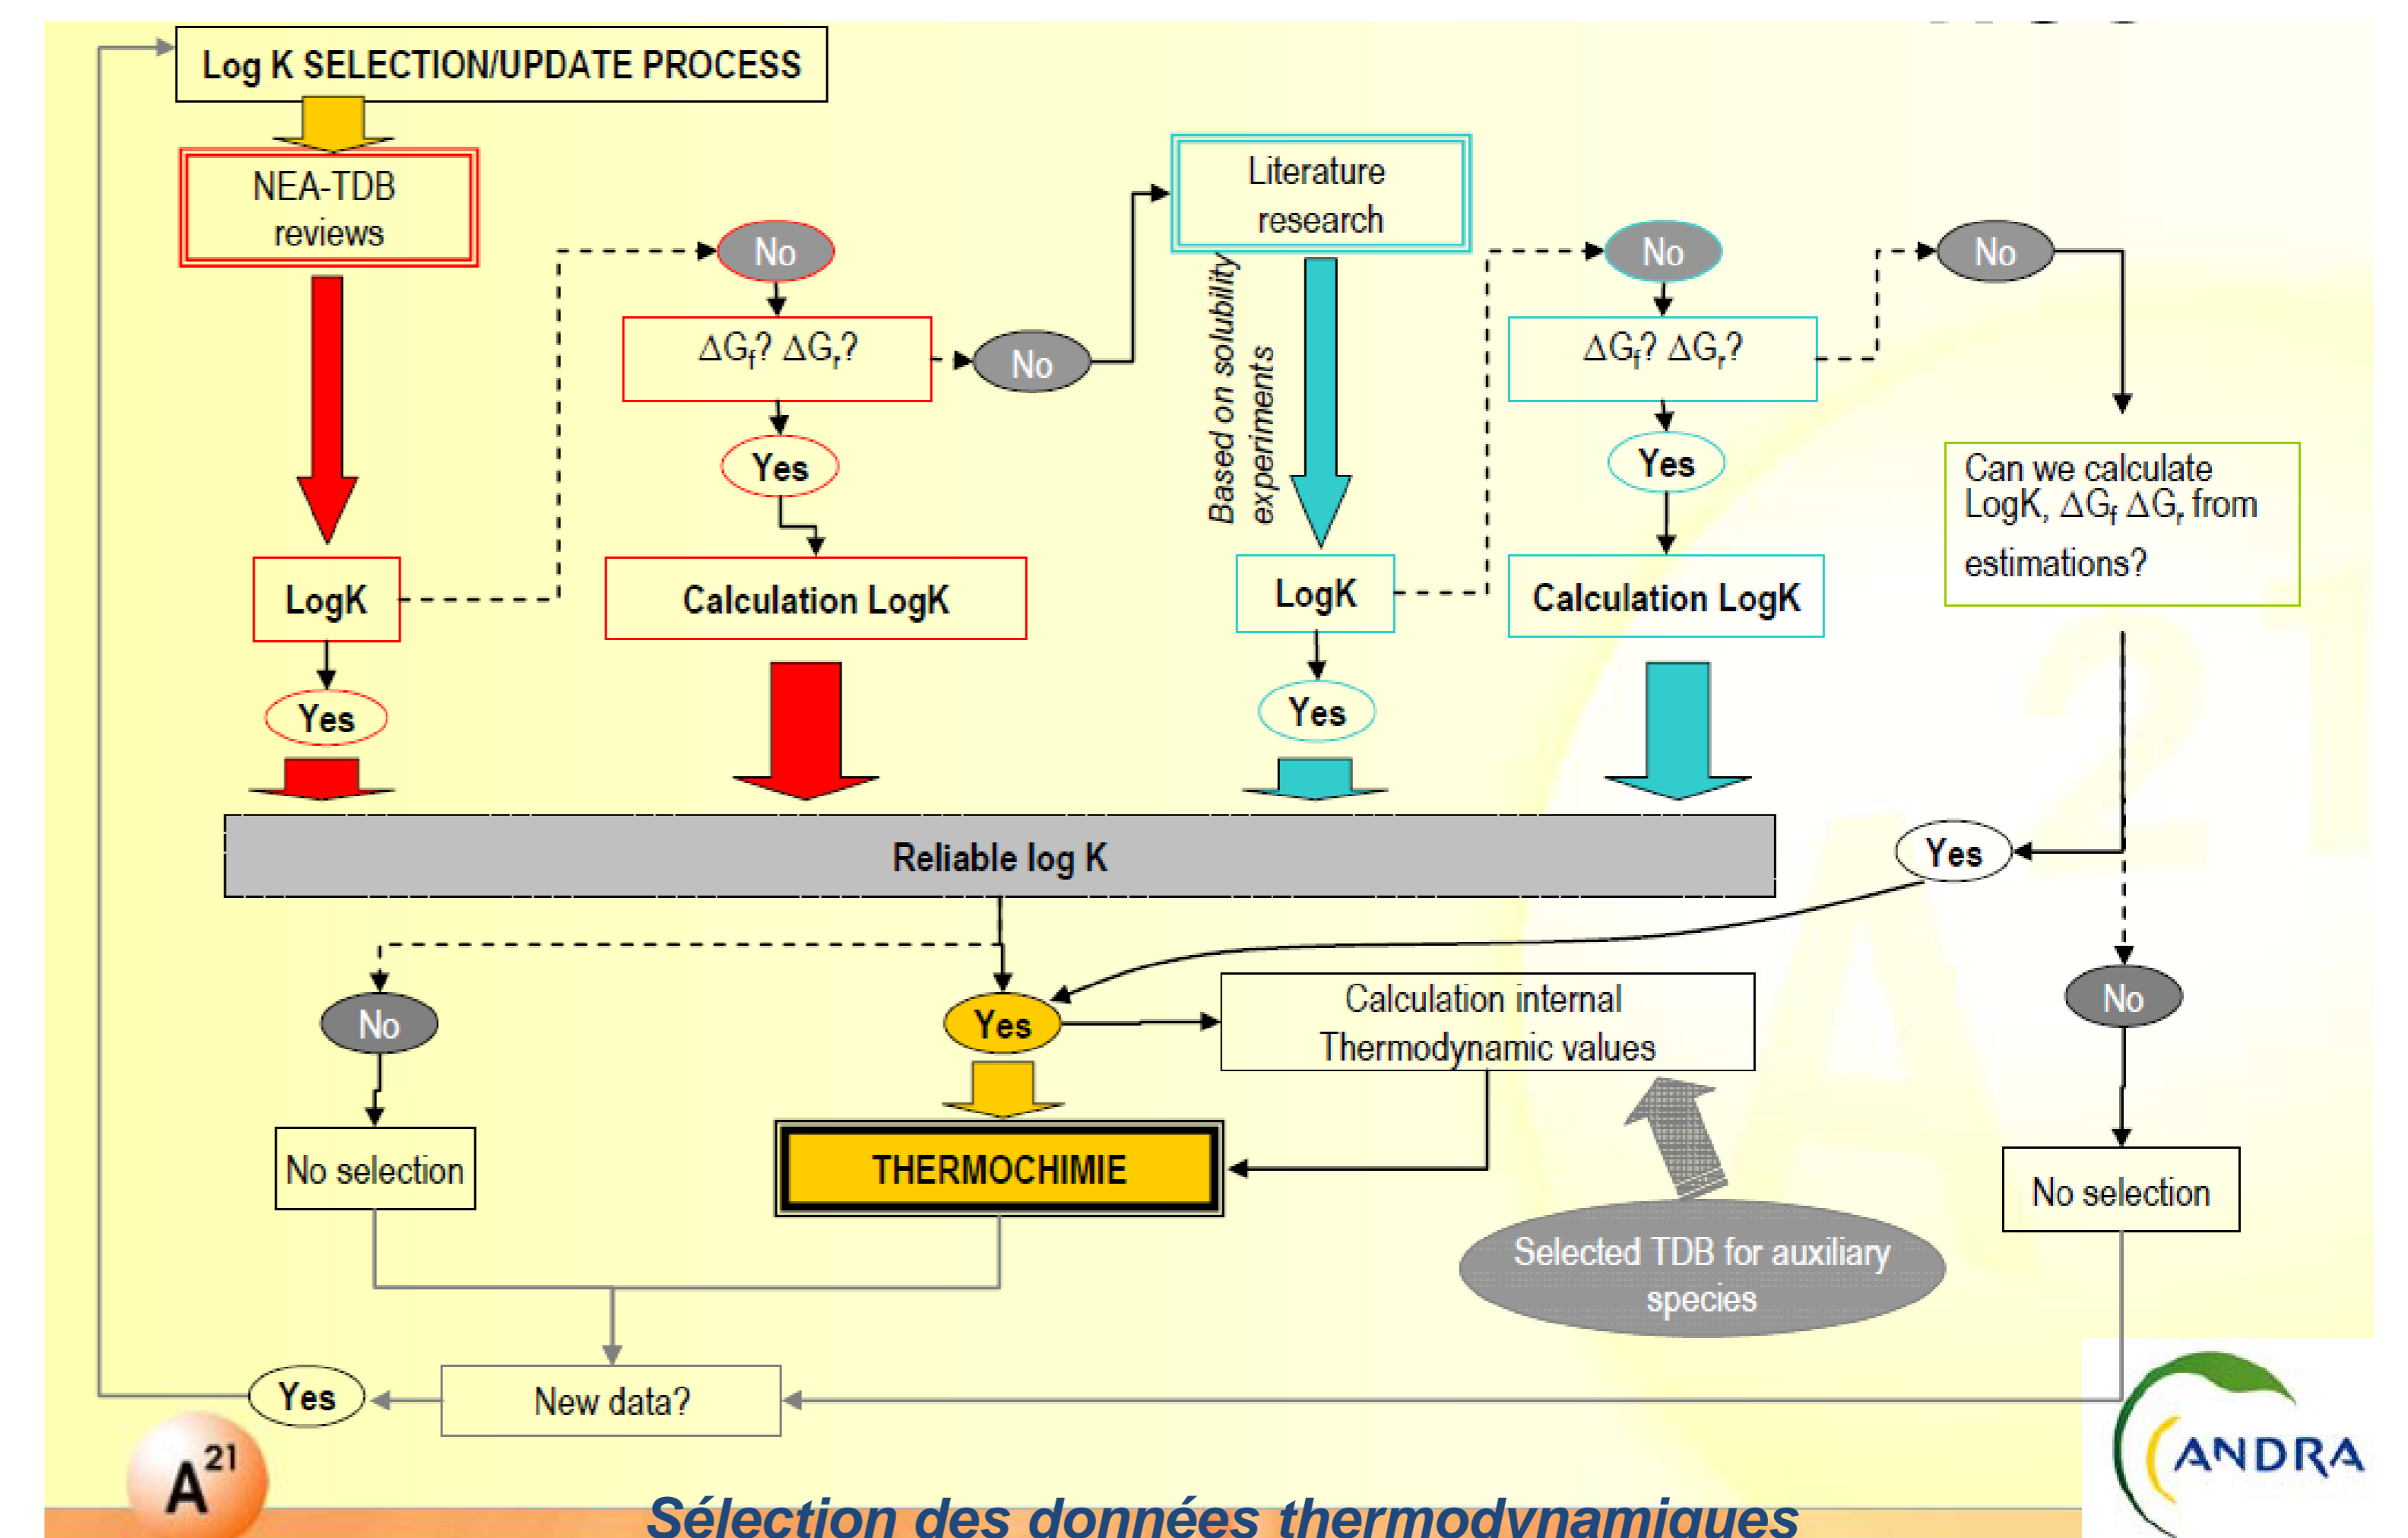 Log K SELECTION/UPDATE PROCESS
NEA-TDB
reviews
Literature
research
No
No
No
ΔGf? ΔGr?
No
ΔGf? ΔGr?
Based on solubility
experiments
Yes
Yes
Can we calculate
LogK, ΔGf ΔGr from
estimations?
LogK
Calculation LogK
LogK
Calculation LogK
Yes
Yes
Reliable log K
Yes
No
Yes
Calculation internal
Thermodynamic values
No
No selection
THERMOCHIMIE
No selection
Selected TDB for auxiliary
species
Yes
New data?
A21
ANDRA
Sélection des données thermodynamiques